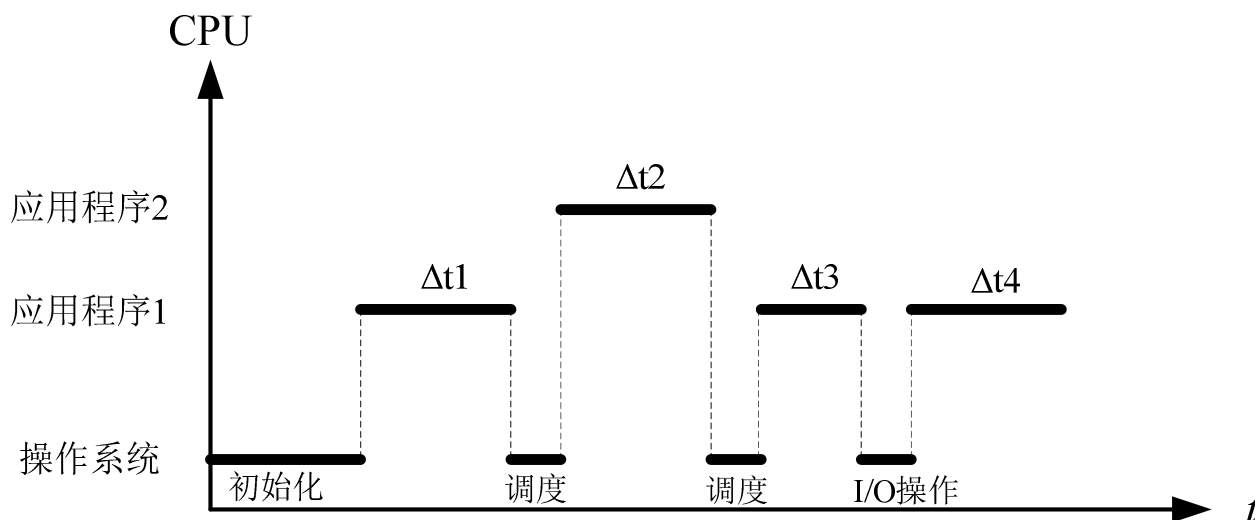 CPU
Δt2
应用程序2
Δt1
Δt3
Δt4
应用程序1
操作系统
初始化
调度
调度
I/O操作
t